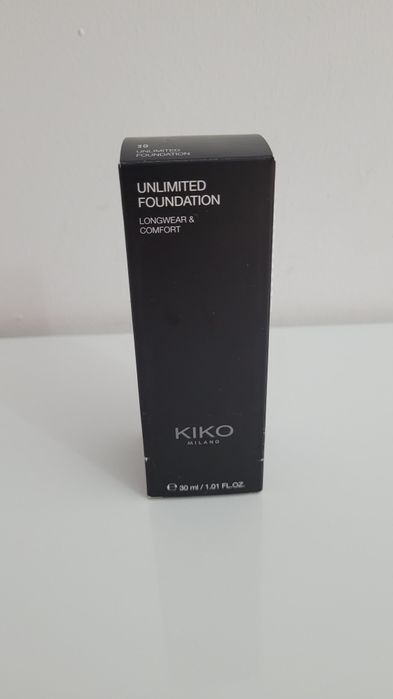 UNLIMITED
FOUNDATION
UNLIMITED
FOUNDATION
LONGWEAR &
COMFORT
KIKO
MILANO
℮ 30 ml / 1.01 FL.OZ.